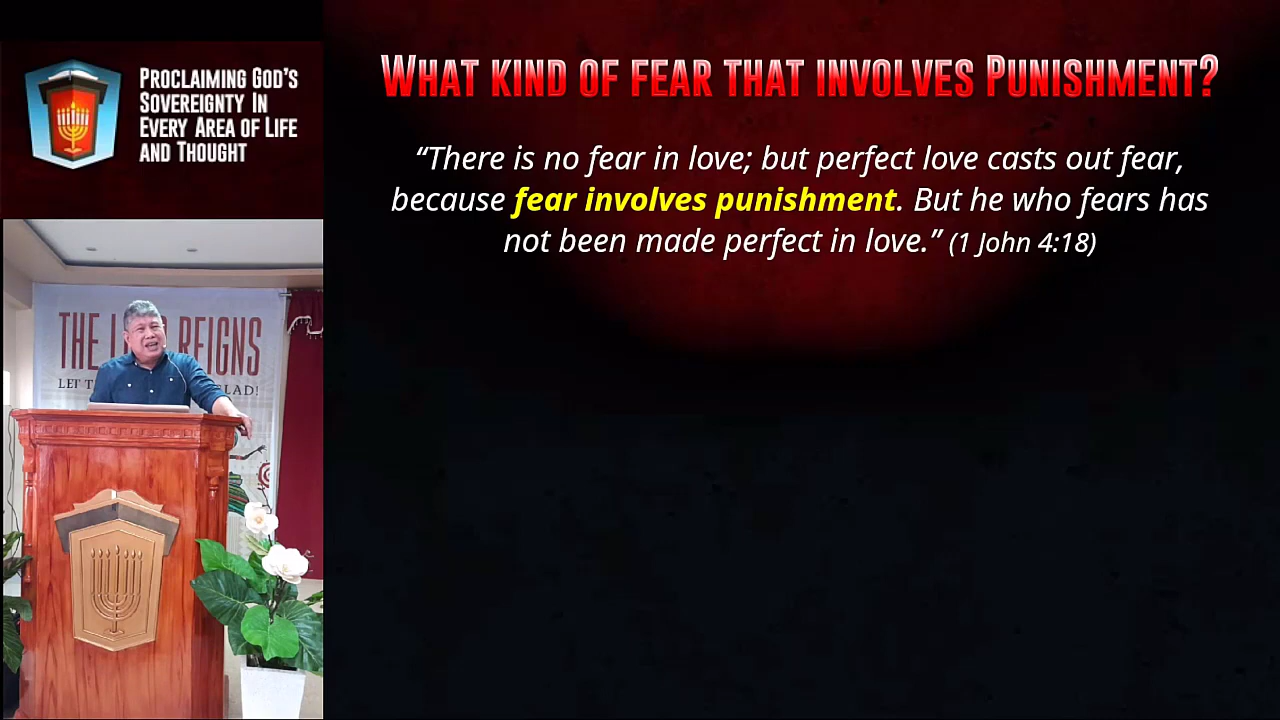 PROCLAIMING GOD'S
SOVEREIGNTY IN
EVERY AREA OF LIFE
AND THOUGHT
WHAT KIND OF FEAR THAT INVOLVES PUNISHMENT?
“There is no fear in love; but perfect love casts out fear,
because fear involves punishment. But he who fears has
not been made perfect in love.” (1 John 4:18)
THE REIGNS
LET